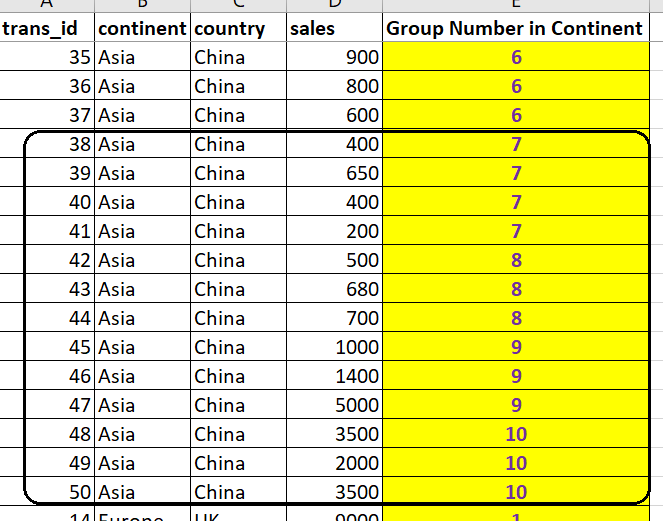 A B C D E
trans_id continent country sales Group Number in Continent
35 Asia China 900 6
36 Asia China 800 6
37 Asia China 600 6
38 Asia China 400 7
39 Asia China 650 7
40 Asia China 400 7
41 Asia China 200 7
42 Asia China 500 8
43 Asia China 680 8
44 Asia China 700 8
45 Asia China 1000 9
46 Asia China 1400 9
47 Asia China 5000 9
48 Asia China 3500 10
49 Asia China 2000 10
50 Asia China 3500 10
14 Europe UK 9000 1